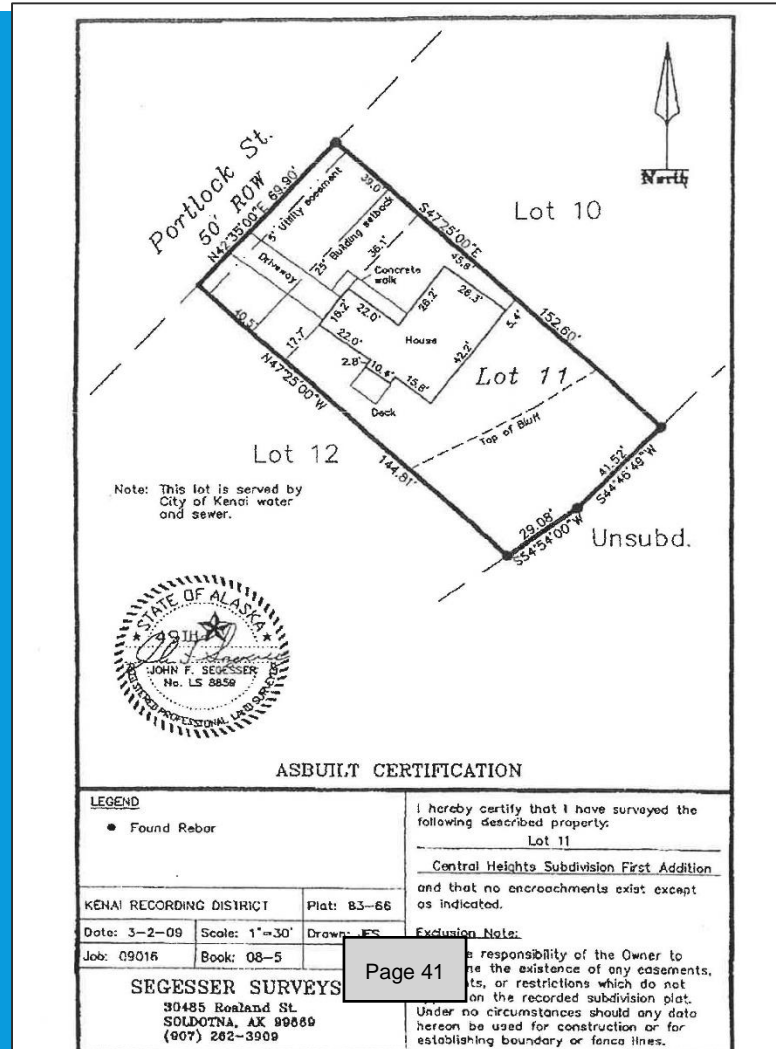 Portlock St.
50' ROW
N42°35'00"E 69.90'
5' Utility easement
25' Building setback
39.0'
36.1'
S47°25'00"E
45.8'
152.60'
Lot 10
North
Driveway
Concrete
walk
16.2'
22.0'
26.2'
26.3'
5.4'
House
42.2'
22.0'
2.8'
10.4'
15.8'
Deck
40.5'
17.7'
N47°25'00"W
144.81'
Lot 11
Top of Bluff
Lot 12
41.52'
S44°46'49"W
29.08'
S54°54'00"W
Unsubd.
Note: This lot is served by
City of Kenai water
and sewer.
STATE OF ALASKA
49TH
JOHN F. SEGESSER
No. LS 8859
REGISTERED PROFESSIONAL LAND SURVEYOR
ASBUILT CERTIFICATION
LEGEND
Found Rebar
KENAI RECORDING DISTRICT Plat: 83-66
Date: 3-2-09 Scale: 1"=30' Drawn: JFS
Job: 09016 Book: 08-5
SEGESSER SURVEYS
30485 Rosland St.
SOLDOTNA, AK 99669
(907) 262-3909
I hereby certify that I have surveyed the
following described property:
Lot 11
Central Heights Subdivision First Addition
and that no encroachments exist except
as indicated.
Exclusion Note:
responsibility of the Owner to
the existence of any easements,
or restrictions which do not
on the recorded subdivision plat.
Under no circumstances should any data
hereon be used for construction or for
establishing boundary or fence lines.
Page 41